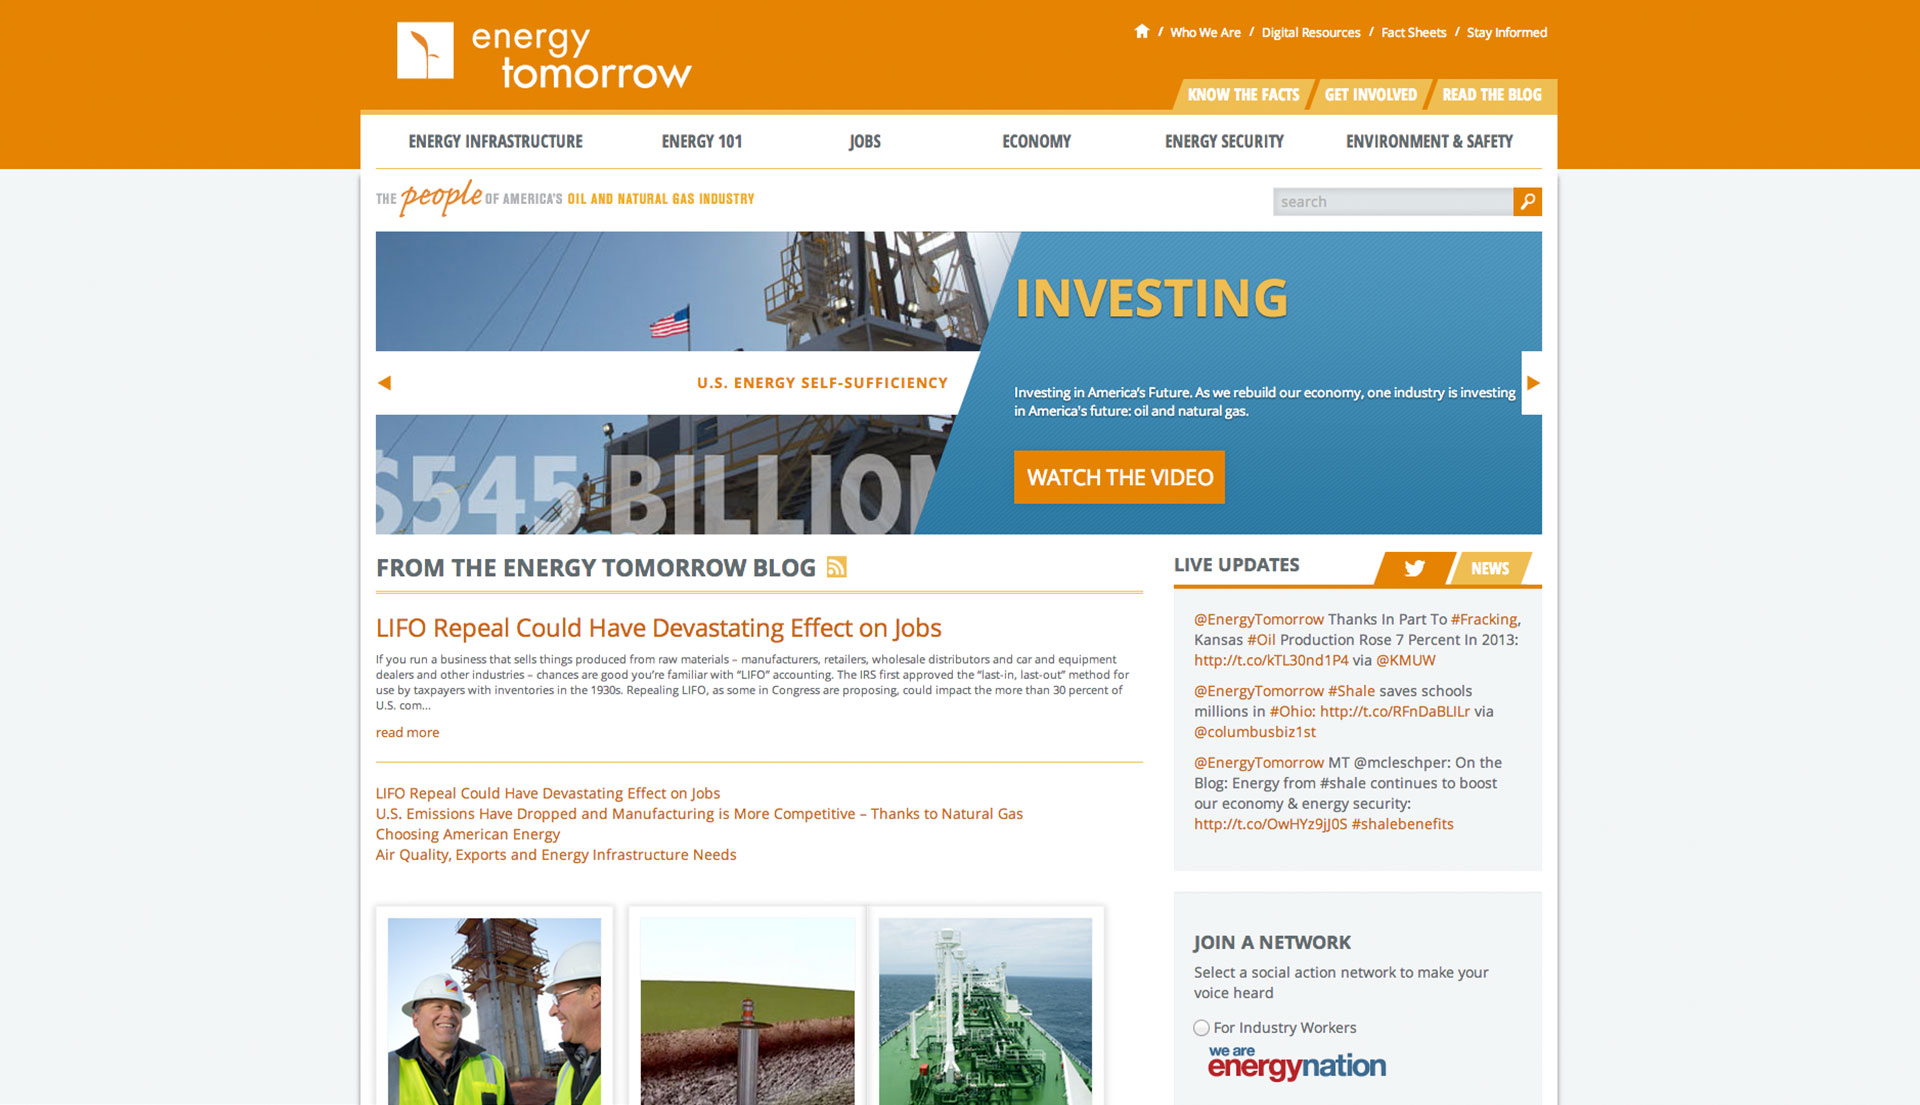 energy
tomorrow
/ Who We Are / Digital Resources / Fact Sheets / Stay Informed
KNOW THE FACTS GET INVOLVED READ THE BLOG
ENERGY INFRASTRUCTURE ENERGY 101 JOBS ECONOMY ENERGY SECURITY ENVIRONMENT & SAFETY
THE people OF AMERICA'S OIL AND NATURAL GAS INDUSTRY
search
INVESTING
U.S. ENERGY SELF-SUFFICIENCY
Investing in America's Future. As we rebuild our economy, one industry is investing
in America's future: oil and natural gas.
$545 BILLION
WATCH THE VIDEO
FROM THE ENERGY TOMORROW BLOG
LIFO Repeal Could Have Devastating Effect on Jobs
If you run a business that sells things produced from raw materials – manufacturers, retailers, wholesale distributors and car and equipment
dealers and other industries – chances are good you're familiar with “LIFO” accounting. The IRS first approved the “last-in, last-out” method for
use by taxpayers with inventories in the 1930s. Repealing LIFO, as some in Congress are proposing, could impact the more than 30 percent of
U.S. com...
read more
LIFO Repeal Could Have Devastating Effect on Jobs
U.S. Emissions Have Dropped and Manufacturing is More Competitive – Thanks to Natural Gas
Choosing American Energy
Air Quality, Exports and Energy Infrastructure Needs
LIVE UPDATES
NEWS
@EnergyTomorrow Thanks In Part To #Fracking,
Kansas #Oil Production Rose 7 Percent In 2013:
http://t.co/kTL30nd1P4 via @KMUW
@EnergyTomorrow #Shale saves schools
millions in #Ohio: http://t.co/RFnDaBLlLr via
@columbusbiz1st
@EnergyTomorrow MT @mcleschper: On the
Blog: Energy from #shale continues to boost
our economy & energy security:
http://t.co/OwHYz9jJ0S #shalebenefits
JOIN A NETWORK
Select a social action network to make your
voice heard
For Industry Workers
we are
energynation